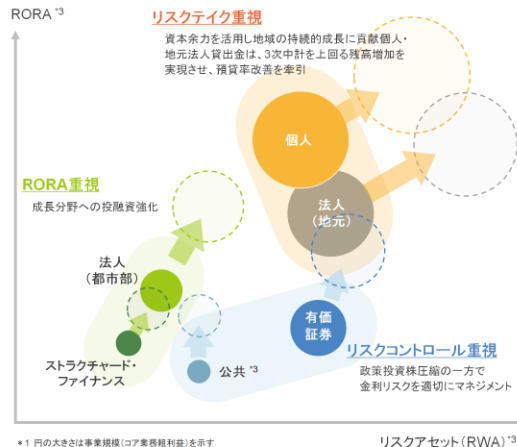 RORA *3
リスクテイク重視
資本余力を活用し地域の持続的成長に貢献個人・
地元法人貸出金は、3次中計を上回る残高増加を
実現させ、預貸率改善を牽引
個人
RORA重視
成長分野への投融資強化
法人
(地元)
法人
(都市部)
有価
証券
ストラクチャード・
ファイナンス
公共 *3
リスクコントロール重視
政策投資株圧縮の一方で
金利リスクを適切にマネジメント
*1 円の大きさは事業規模(コア業務粗利益)を示す
リスクアセット(RWA)*3